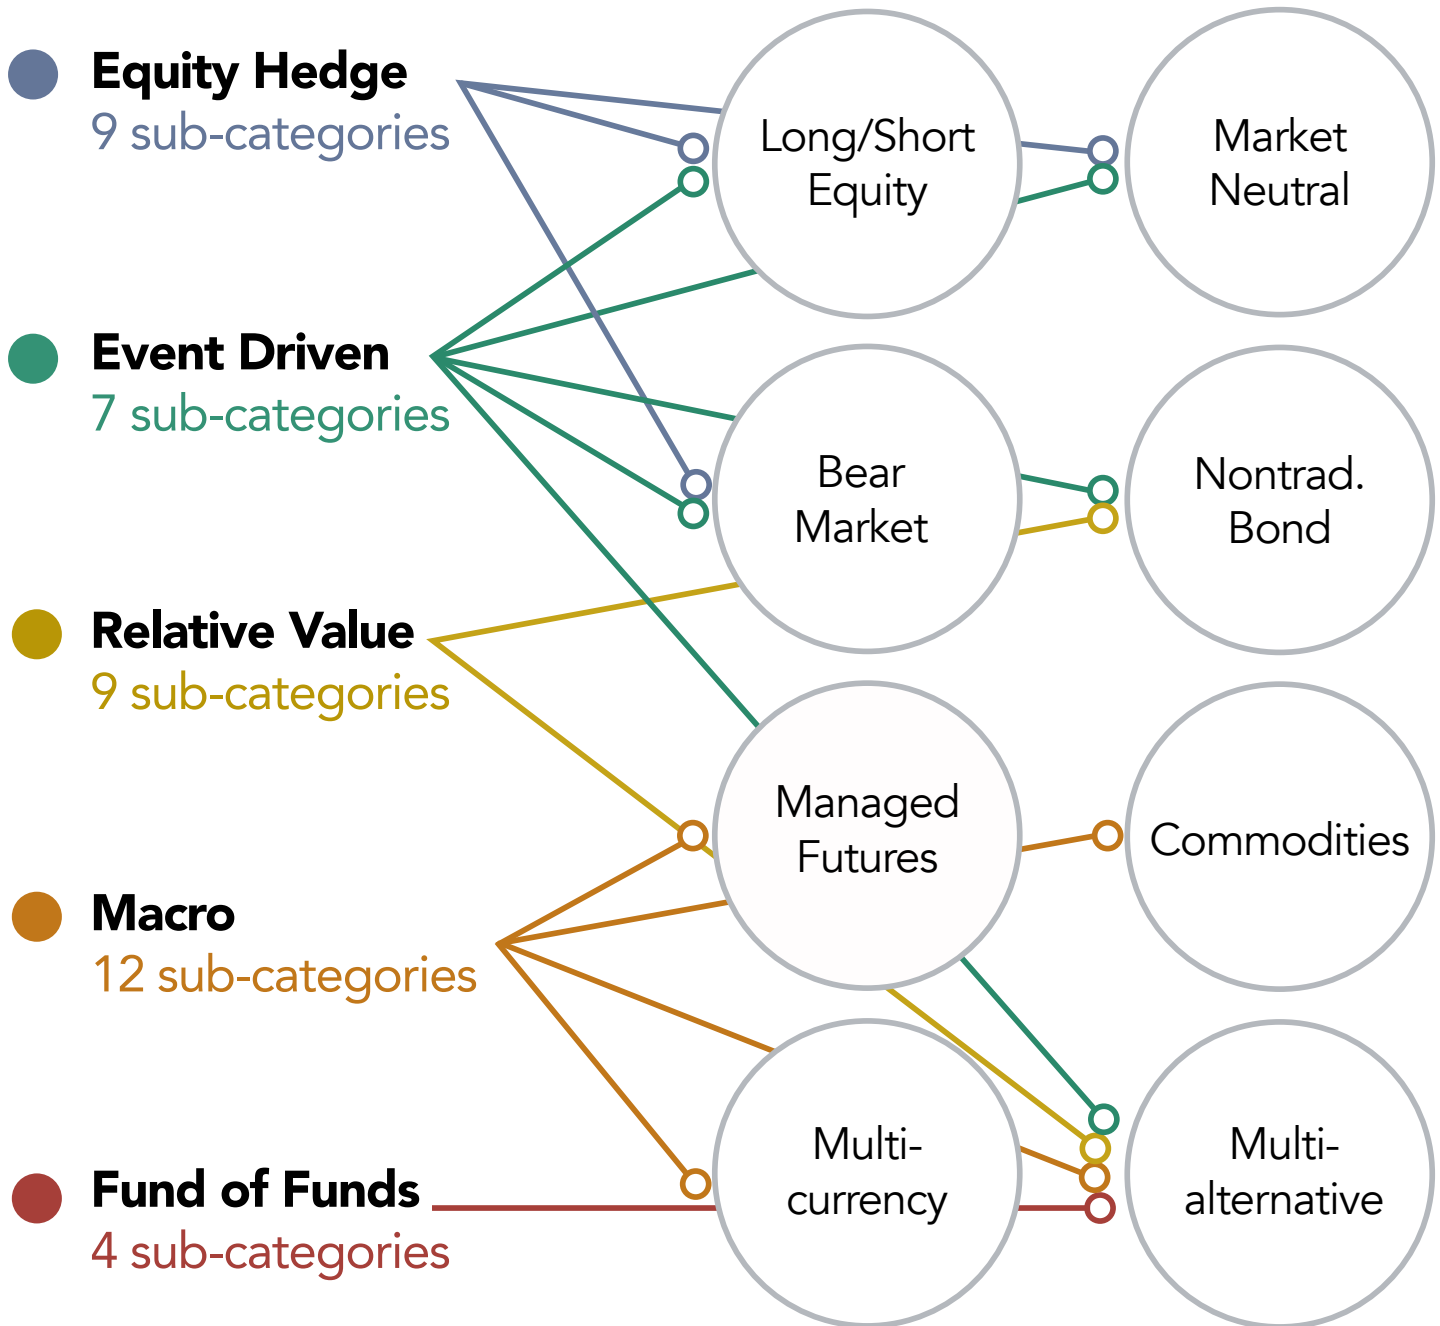 Equity Hedge
9 sub-categories
Event Driven
7 sub-categories
Relative Value
9 sub-categories
Macro
12 sub-categories
Fund of Funds
4 sub-categories
Long/Short
Equity
Market
Neutral
Bear
Market
Nontrad.
Bond
Managed
Futures
Commodities
Multi-
currency
Multi-
alternative